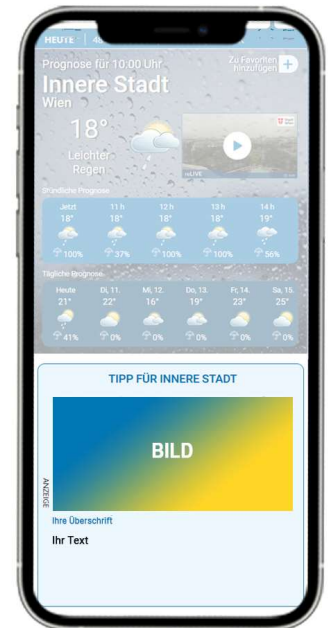 HEUTE
Prognose für 10:00 Uhr
Zu Favoriten
hinzufügen +
Innere Stadt
Wien
18°
Leichter
Regen
LIVE
Stündliche Prognose
Jetzt 11 h 12 h 13 h 14 h
18° 18° 18° 18° 19°
100% 37% 100% 100% 56%
Tägliche Prognose
Heute Di, 11. Mi, 12. Do, 13. Fr, 14. Sa, 15.
21° 22° 16° 19° 23° 25°
41% 0% 0% 0% 0% 0%
TIPP FÜR INNERE STADT
BILD
ANZEIGE
Ihre Überschrift
Ihr Text